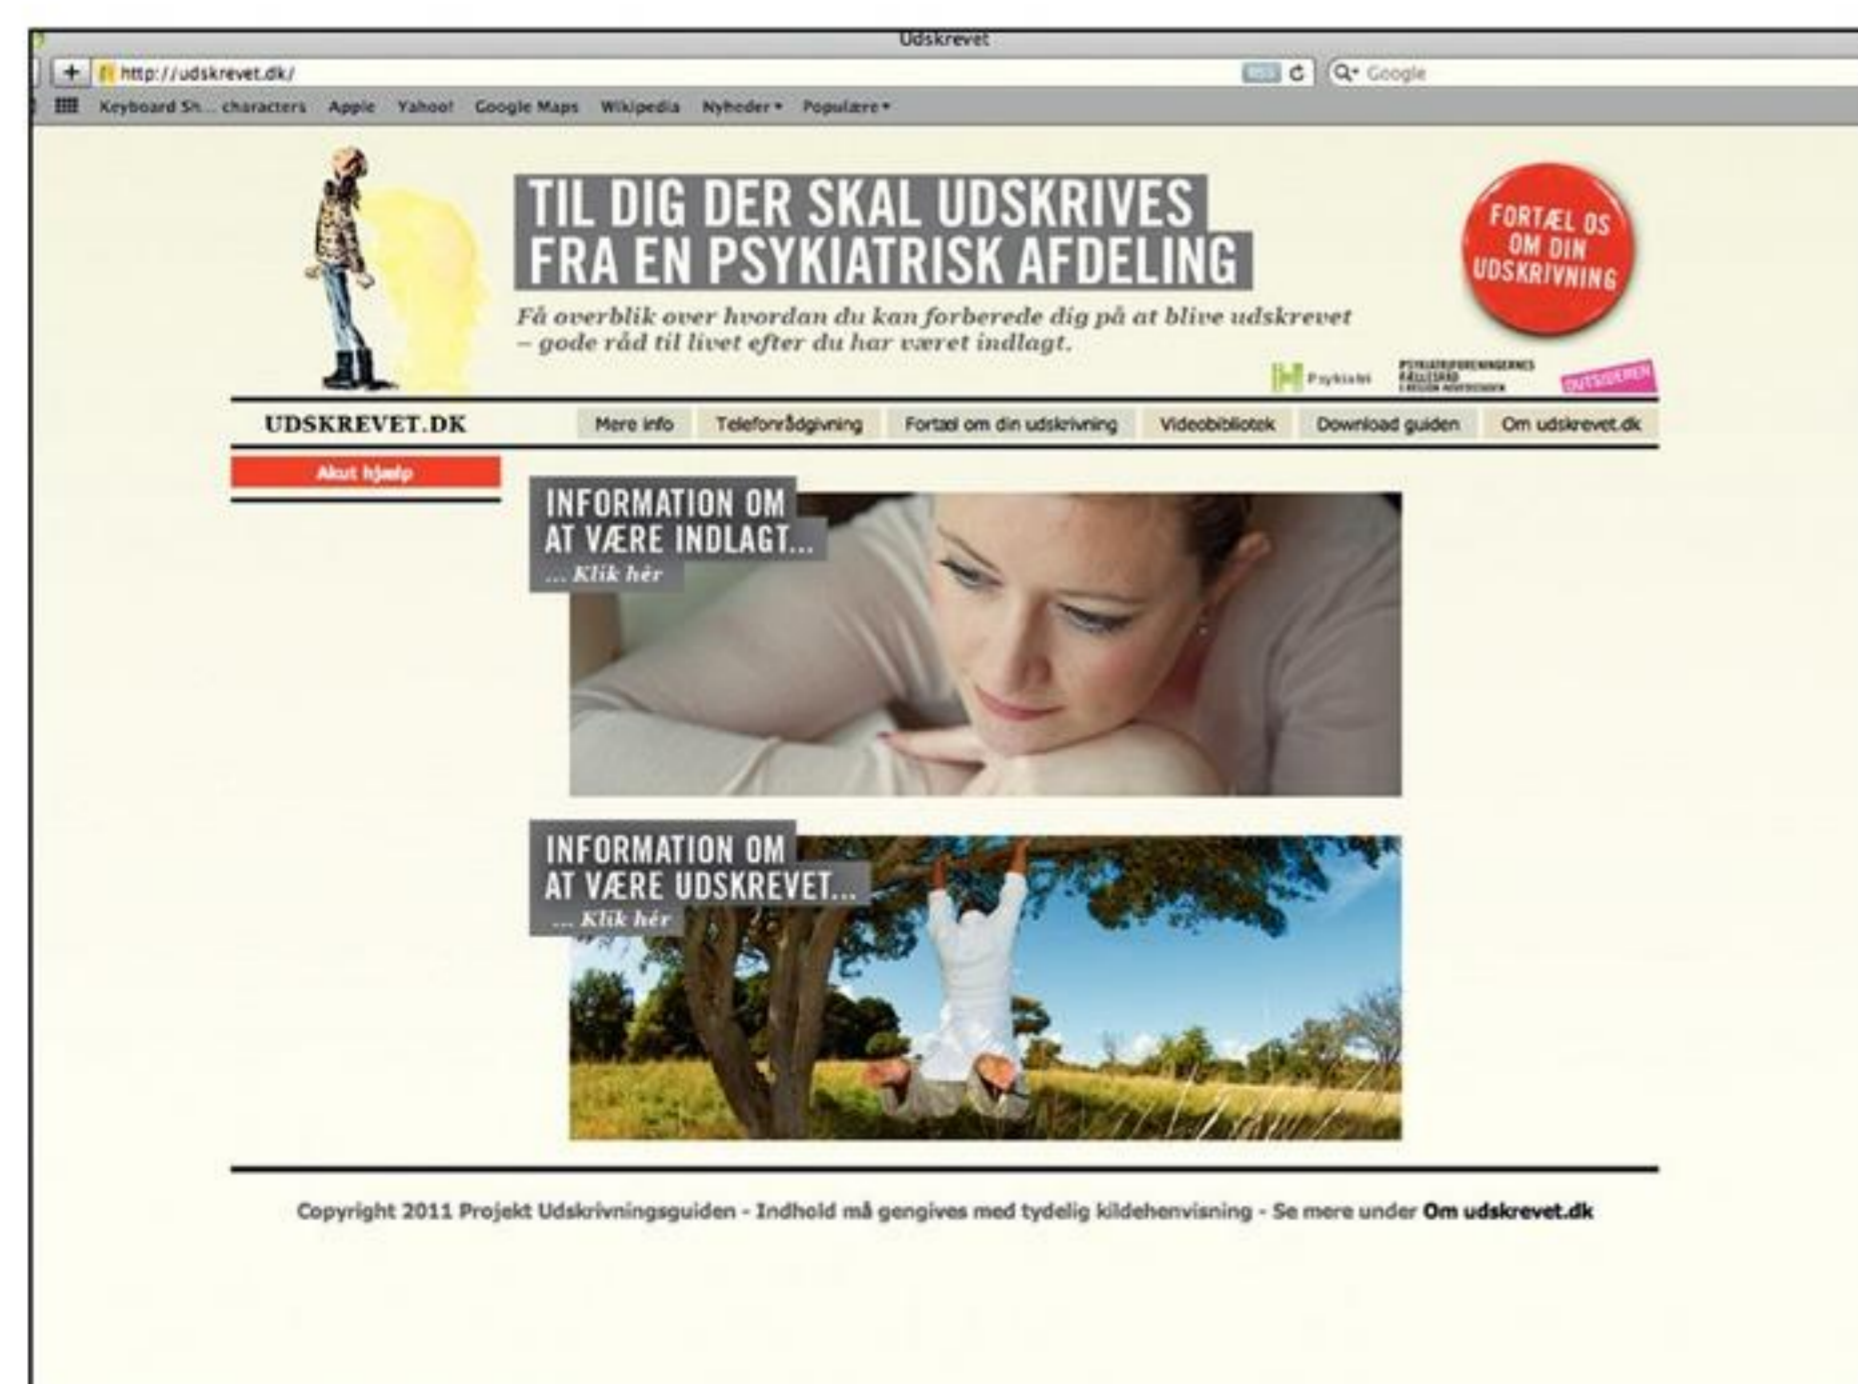 Udskrevet
http://udskrevet.dk/
RSS
Google
Keyboard Sh... characters Apple Yahoo! Google Maps Wikipedia Nyheder Populære
TIL DIG DER SKAL UDSKRIVES
FRA EN PSYKIATRISK AFDELING
Få overblik over hvordan du kan forberede dig på at blive udskrevet
– gode råd til livet efter du har været indlagt.
FORTÆL OS
OM DIN
UDSKRIVNING
Psykiatri
PSYKIATRIFORENINGERNES
FÆLLESRÅD
I REGION HOVEDSTADEN
OUTSIDEREN
UDSKREVET.DK
Mere info Telefonrådgivning Fortæl om din udskrivning Videobibliotek Download guiden Om udskrevet.dk
Akut hjælp
INFORMATION OM
AT VÆRE INDLAGT...
... Klik hér
INFORMATION OM
AT VÆRE UDSKREVET...
... Klik hér
Copyright 2011 Projekt Udskrivningsguiden - Indhold må gengives med tydelig kildehenvisning - Se mere under Om udskrevet.dk